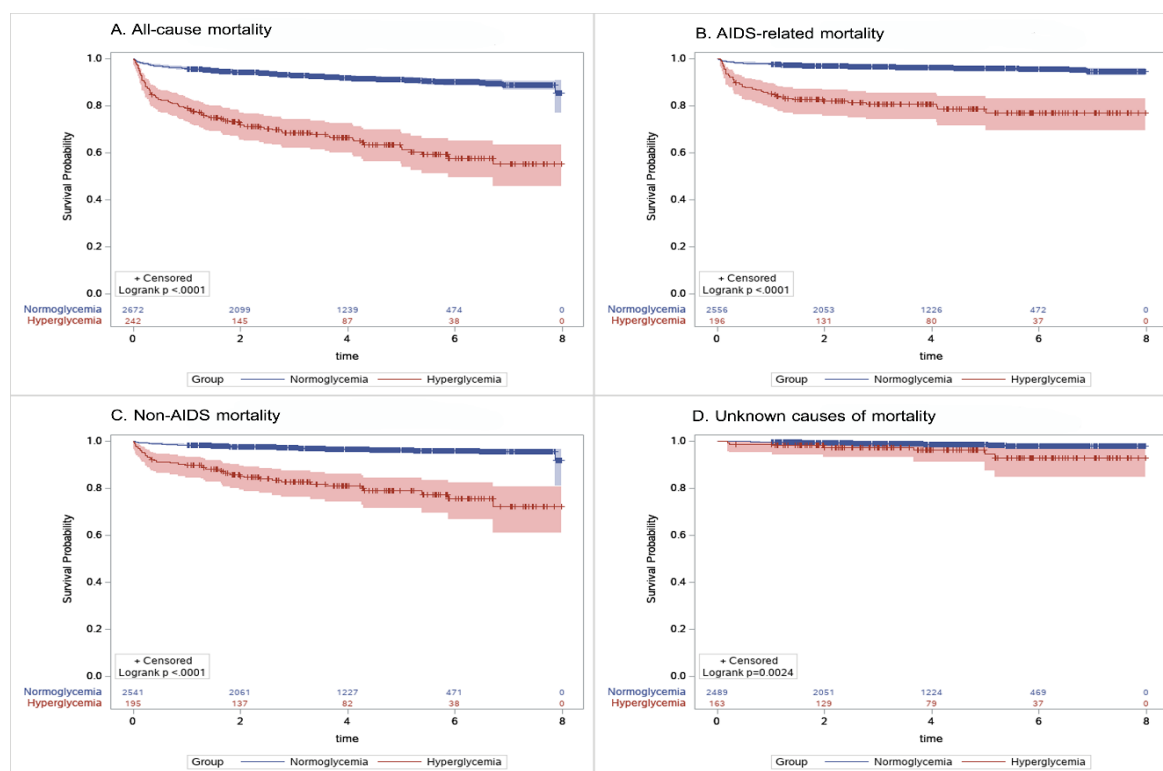 A. All-cause mortality
1.0
0.8
0.6
0.4
0.2
0.0
Survival Probability
+ Censored
Logrank p <.0001
Normoglycemia 2672 2099 1239 474 0
Hyperglycemia 242 145 87 38 0
0 2 4 6 8
time
Group Normoglycemia Hyperglycemia
B. AIDS-related mortality
1.0
0.8
0.6
0.4
0.2
0.0
Survival Probability
+ Censored
Logrank p <.0001
Normoglycemia 2556 2053 1226 472 0
Hyperglycemia 196 131 80 37 0
0 2 4 6 8
time
Group Normoglycemia Hyperglycemia
C. Non-AIDS mortality
1.0
0.8
0.6
0.4
0.2
0.0
Survival Probability
+ Censored
Logrank p <.0001
Normoglycemia 2541 2061 1227 471 0
Hyperglycemia 195 137 82 38 0
0 2 4 6 8
time
Group Normoglycemia Hyperglycemia
D. Unknown causes of mortality
1.0
0.8
0.6
0.4
0.2
0.0
Survival Probability
+ Censored
Logrank p=0.0024
Normoglycemia 2489 2051 1224 469 0
Hyperglycemia 163 129 79 37 0
0 2 4 6 8
time
Group Normoglycemia Hyperglycemia